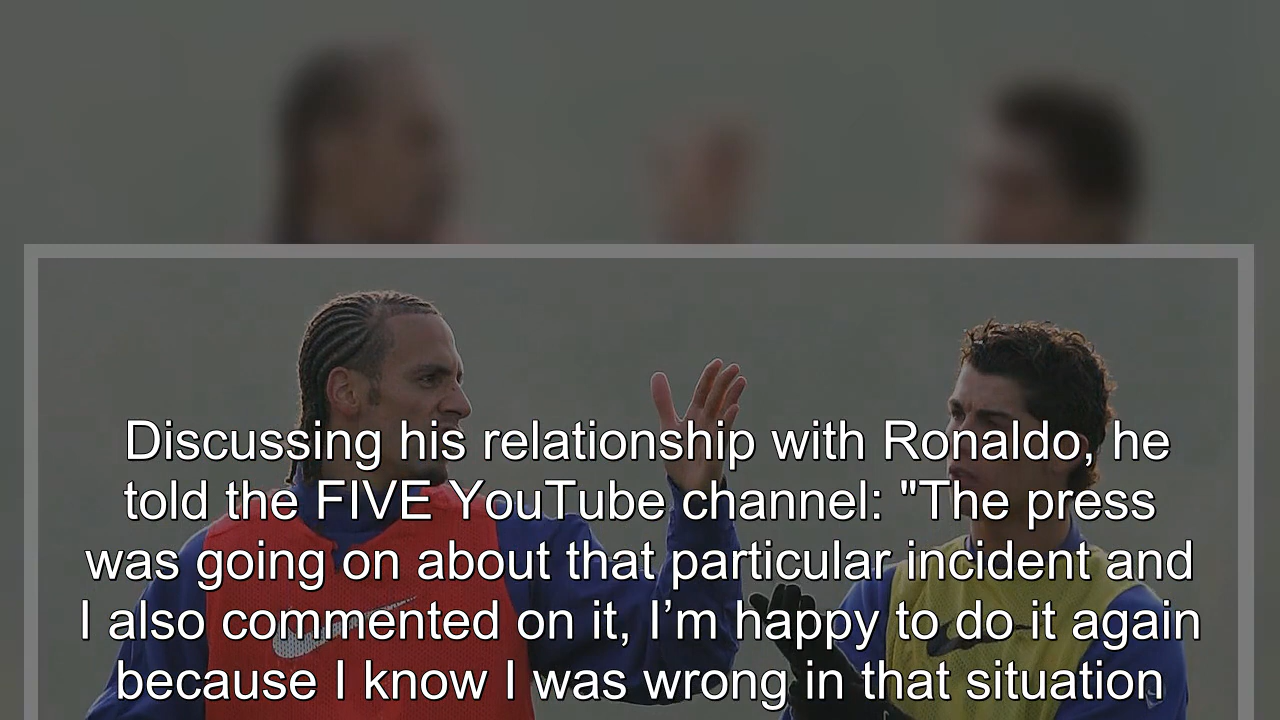 Discussing his relationship with Ronaldo, he
told the FIVE YouTube channel: "The press
was going on about that particular incident and
I also commented on it, I’m happy to do it again
because I know I was wrong in that situation